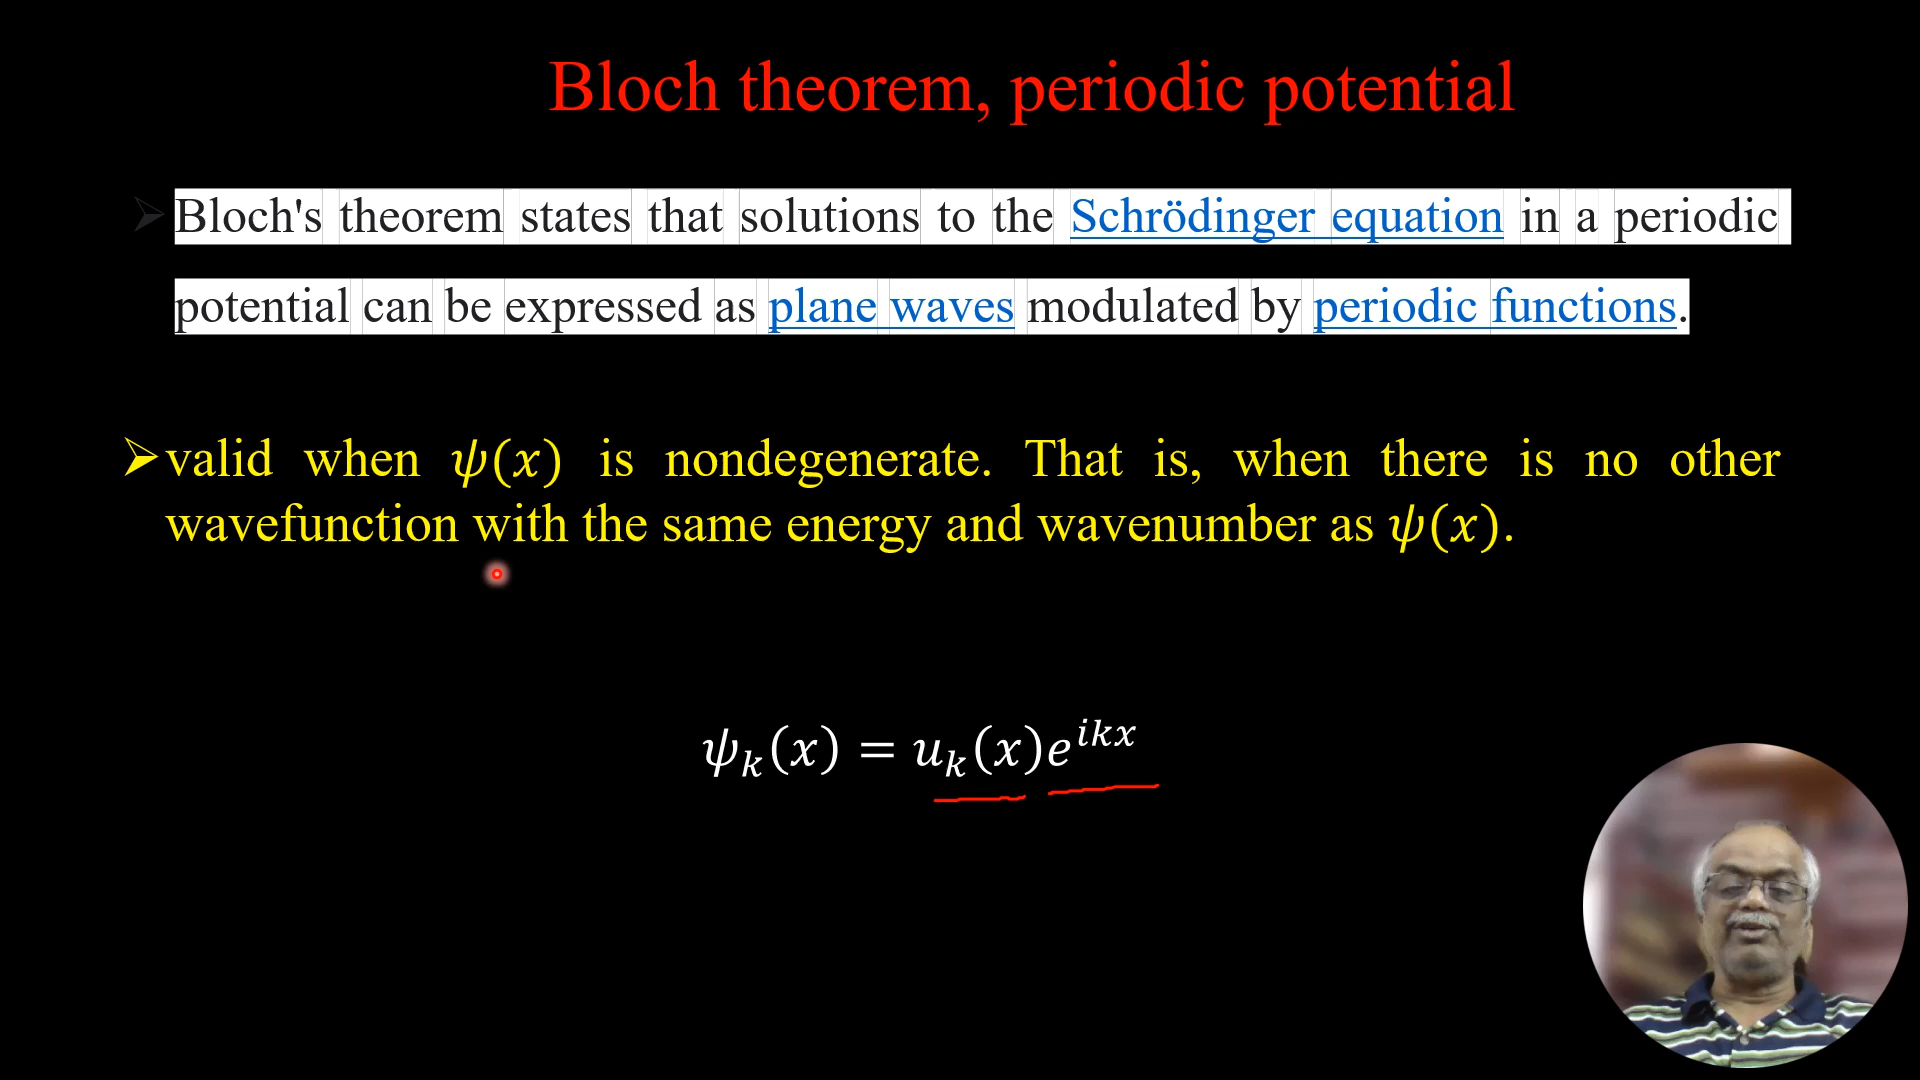 Bloch theorem, periodic potential
Bloch's theorem states that solutions to the Schrödinger equation in a periodic
potential can be expressed as plane waves modulated by periodic functions.
valid when ψ(x) is nondegenerate. That is, when there is no other
wavefunction with the same energy and wavenumber as ψ(x).
ψₖ(x) = uₖ(x)e^{ikx}